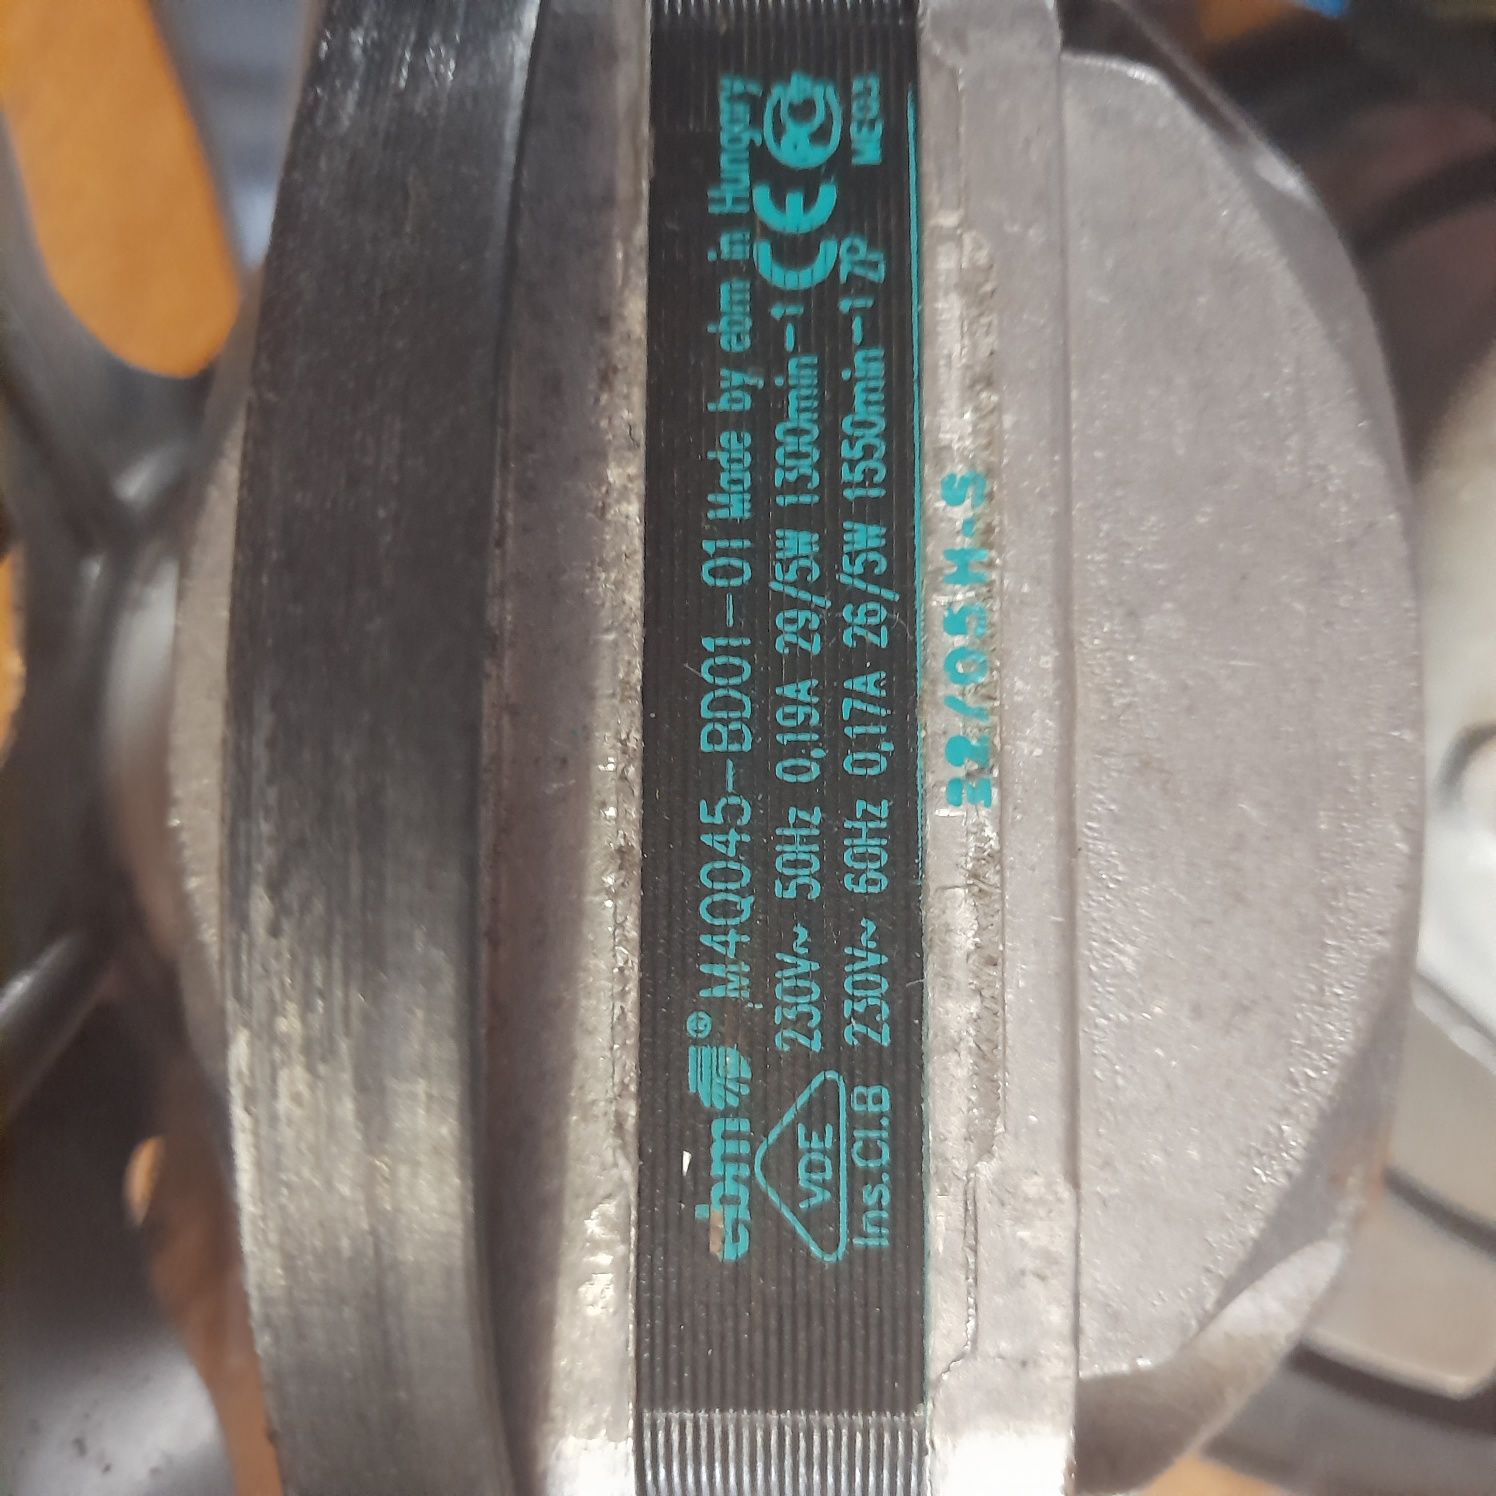 ebm® M4Q045-BD01-01 Made by ebm in Hungary
VDE 230V~ 50Hz 0,19A 29/5W 1300min-1 CE
Ins.Cl.B 230V~ 60Hz 0,17A 26/5W 1550min-1 ZP
32/05H-S